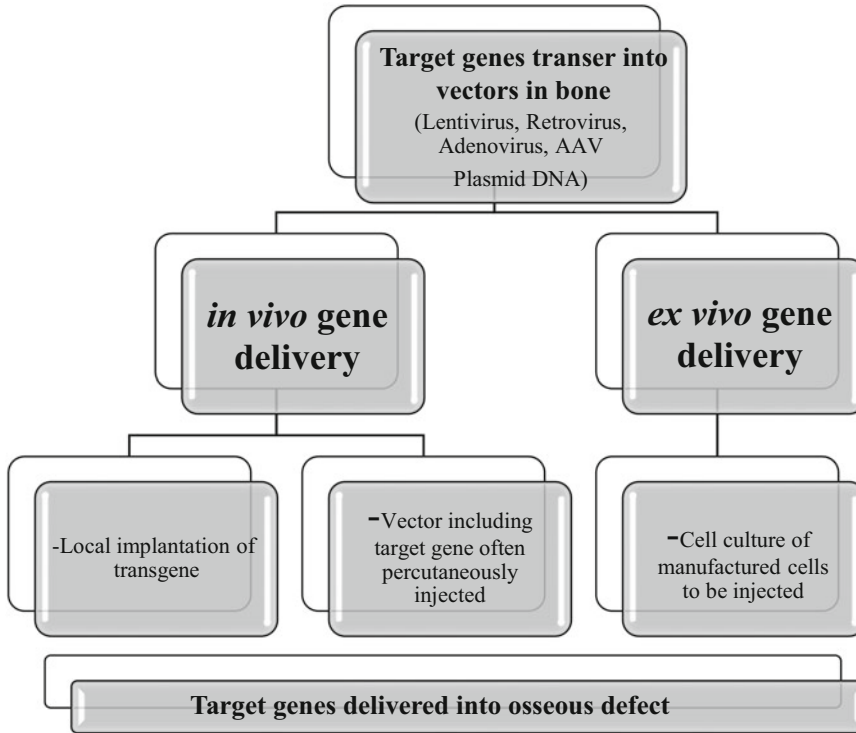 Target genes transer into
vectors in bone
(Lentivirus, Retrovirus,
Adenovirus, AAV
Plasmid DNA)
in vivo gene
delivery
ex vivo gene
delivery
-Local implantation of
transgene
-Vector including
target gene often
percutaneously
injected
-Cell culture of
manufactured cells
to be injected
Target genes delivered into osseous defect